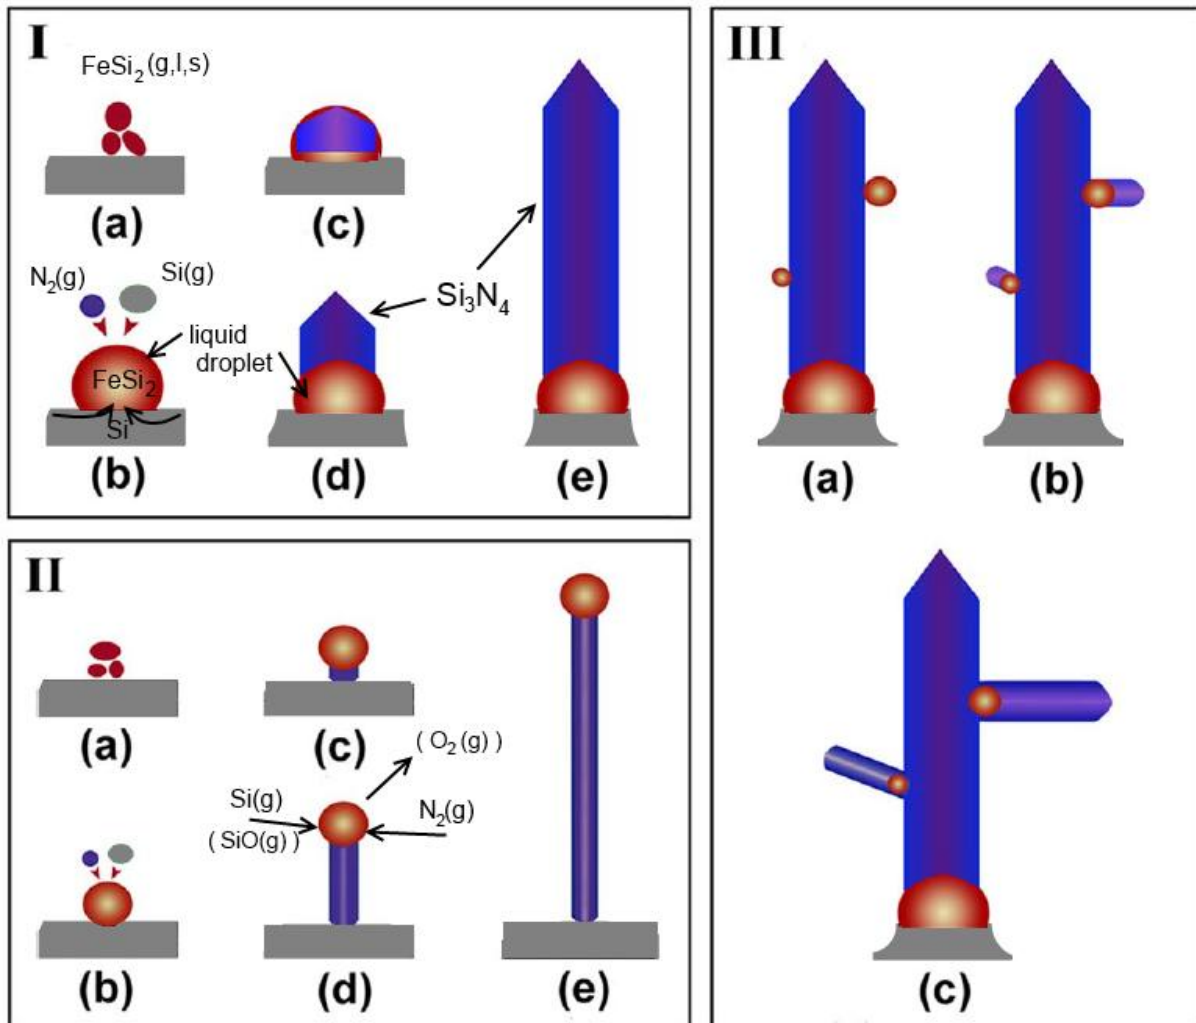 I
FeSi2(g,l,s)
(a)
(c)
N2(g)
Si(g)
liquid
droplet
FeSi2
Si
(b)
(d)
Si3N4
(e)
II
(a)
(c)
( O2(g) )
Si(g)
( SiO(g) )
N2(g)
(b)
(d)
(e)
III
(a)
(b)
(c)